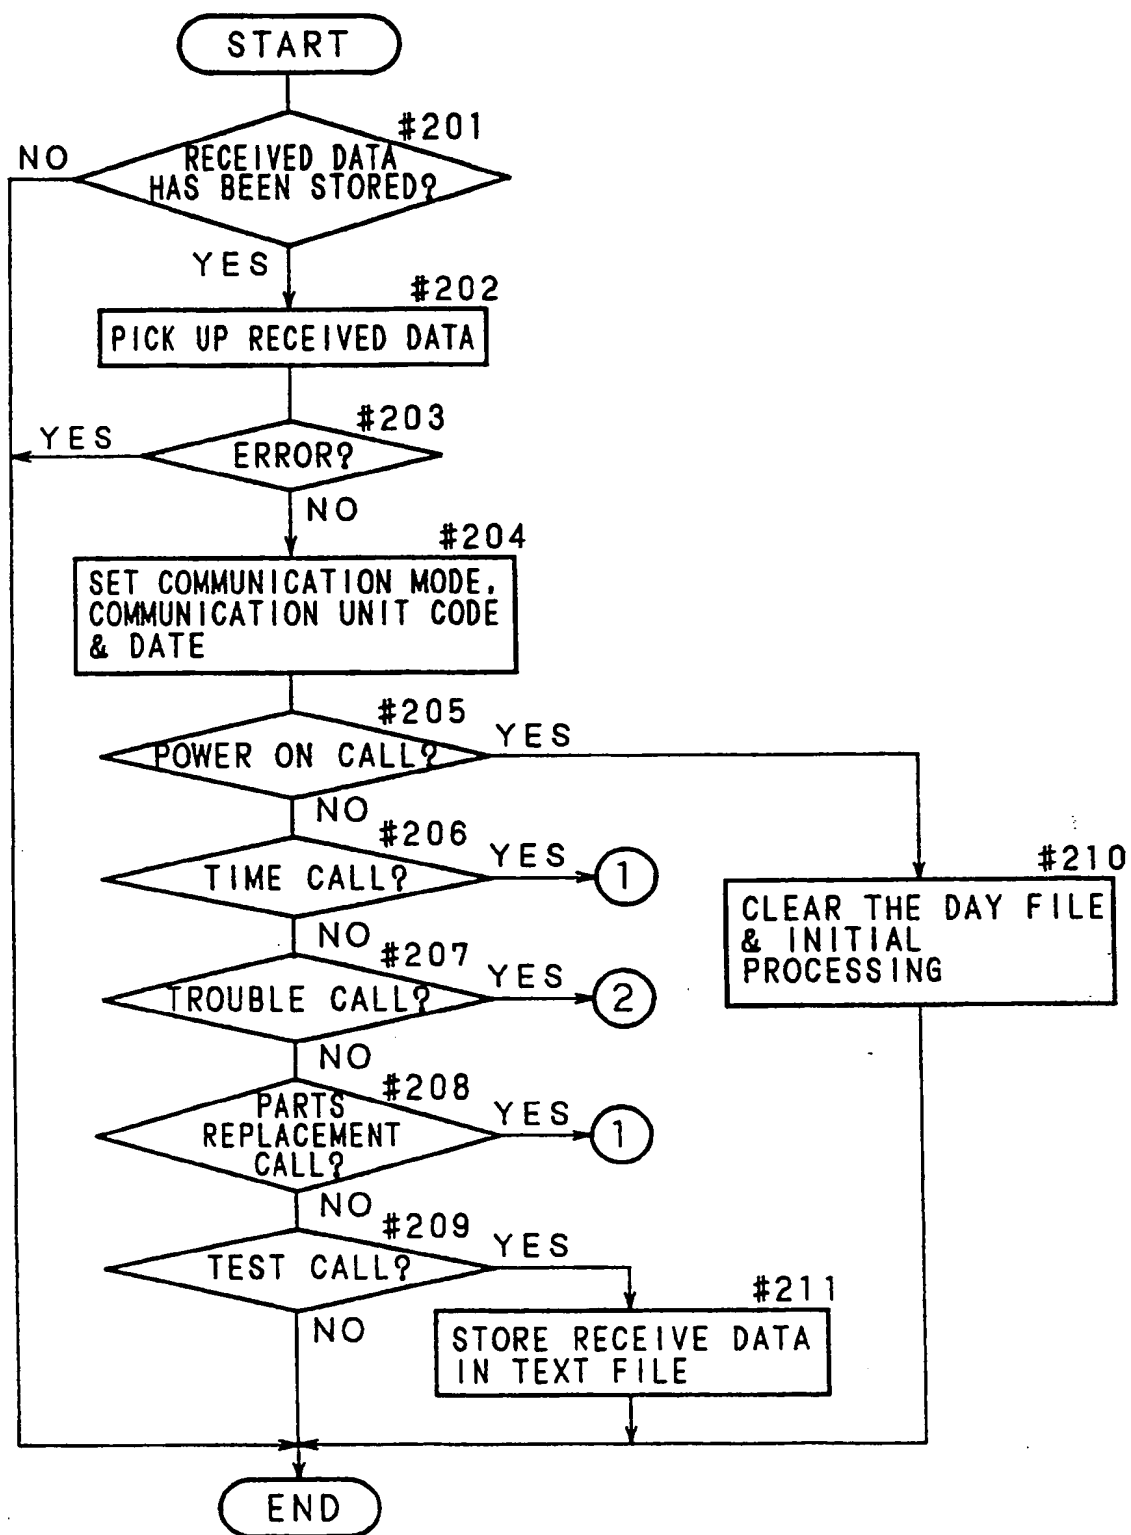 START
#201
NO
RECEIVED DATA
HAS BEEN STORED?
YES
#202
PICK UP RECEIVED DATA
#203
YES
ERROR?
NO
#204
SET COMMUNICATION MODE,
COMMUNICATION UNIT CODE
& DATE
#205
YES
POWER ON CALL?
NO
#206
YES
TIME CALL?
1
#210
CLEAR THE DAY FILE
& INITIAL
PROCESSING
NO
#207
YES
TROUBLE CALL?
2
NO
#208
PARTS
REPLACEMENT
CALL?
YES
1
NO
#209
YES
TEST CALL?
#211
NO
STORE RECEIVE DATA
IN TEXT FILE
END